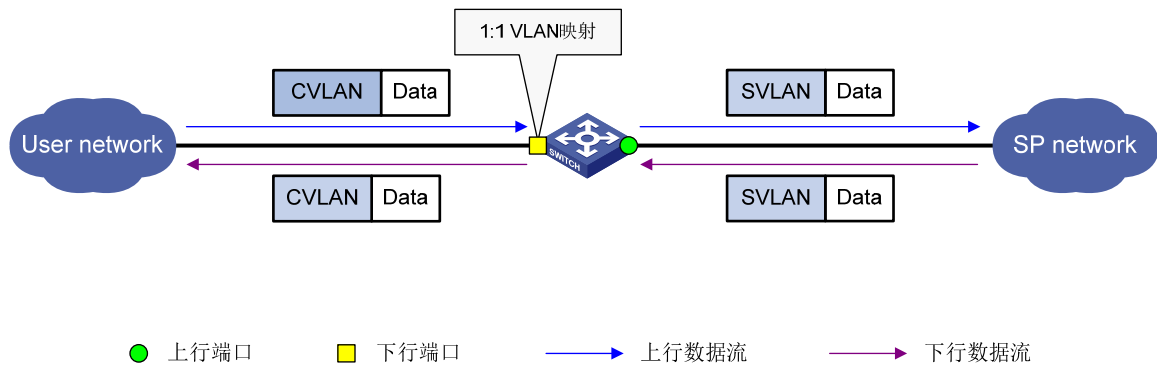 1:1 VLAN映射
CVLAN Data
SVLAN Data
User network
SWITCH
SP network
CVLAN Data
SVLAN Data
上行端口
下行端口
上行数据流
下行数据流